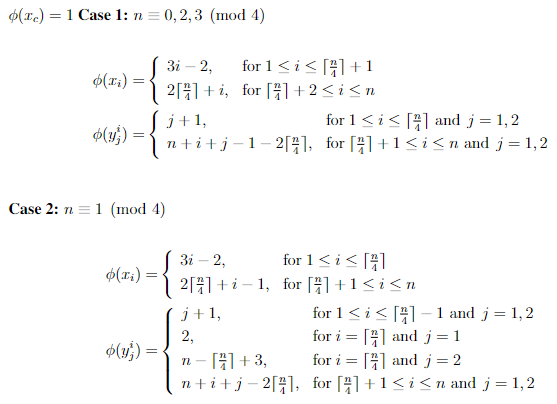 ϕ(x_c) = 1 Case 1: n ≡ 0, 2, 3 (mod 4)
ϕ(x_i) = { 3i − 2, for 1 ≤ i ≤ ⌈n/4⌉ + 1
2⌈n/4⌉ + i, for ⌈n/4⌉ + 2 ≤ i ≤ n
ϕ(y_j^i) = { j + 1, for 1 ≤ i ≤ ⌈n/4⌉ and j = 1, 2
n + i + j − 1 − 2⌈n/4⌉, for ⌈n/4⌉ + 1 ≤ i ≤ n and j = 1, 2
Case 2: n ≡ 1 (mod 4)
ϕ(x_i) = { 3i − 2, for 1 ≤ i ≤ ⌈n/4⌉
2⌈n/4⌉ + i − 1, for ⌈n/4⌉ + 1 ≤ i ≤ n
ϕ(y_j^i) = { j + 1, for 1 ≤ i ≤ ⌈n/4⌉ − 1 and j = 1, 2
2, for i = ⌈n/4⌉ and j = 1
n − ⌈n/4⌉ + 3, for i = ⌈n/4⌉ and j = 2
n + i + j − 2⌈n/4⌉, for ⌈n/4⌉ + 1 ≤ i ≤ n and j = 1, 2